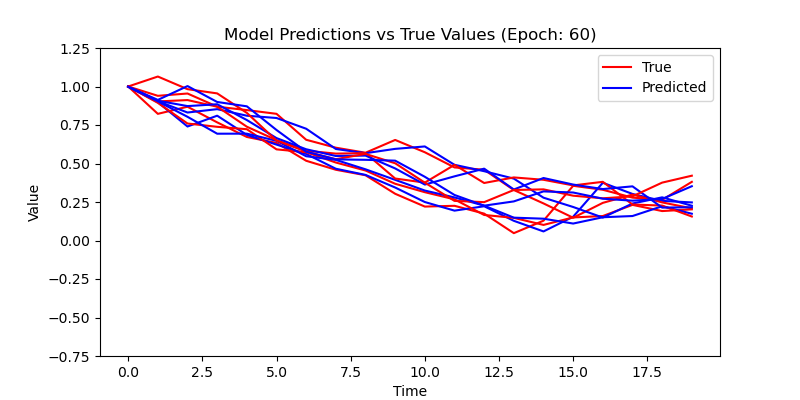 Model Predictions vs True Values (Epoch: 60)
True
Predicted
Value
1.25
1.00
0.75
0.50
0.25
0.00
−0.25
−0.50
−0.75
0.0 2.5 5.0 7.5 10.0 12.5 15.0 17.5
Time